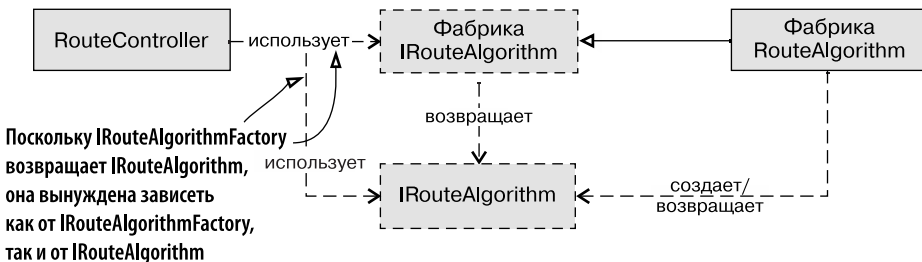 RouteController
использует
Фабрика
IRouteAlgorithm
Фабрика
RouteAlgorithm
возвращает
Поскольку IRouteAlgorithmFactory
возвращает IRouteAlgorithm,
она вынуждена зависеть
как от IRouteAlgorithmFactory,
так и от IRouteAlgorithm
использует
IRouteAlgorithm
создает/
возвращает